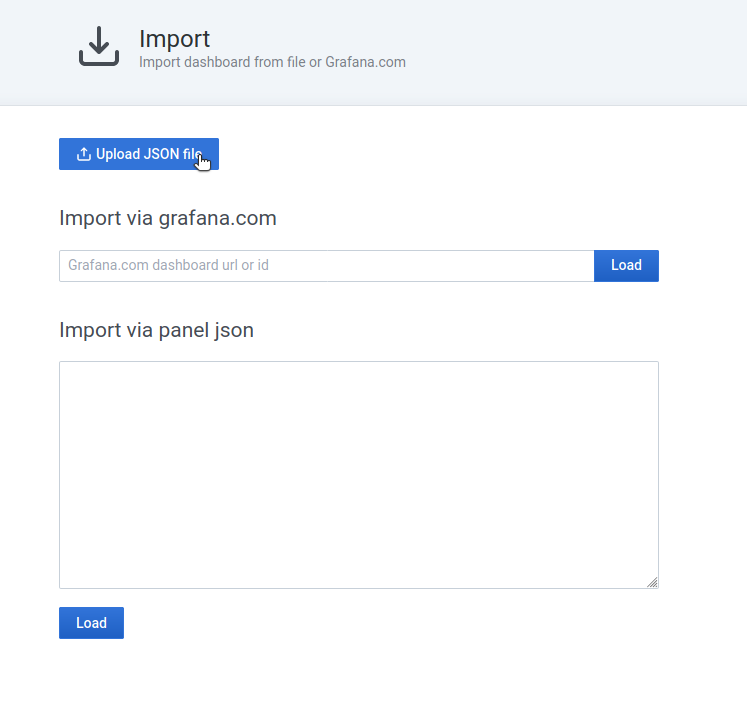 Import
Import dashboard from file or Grafana.com
Upload JSON file
Import via grafana.com
Grafana.com dashboard url or id
Load
Import via panel json
Load